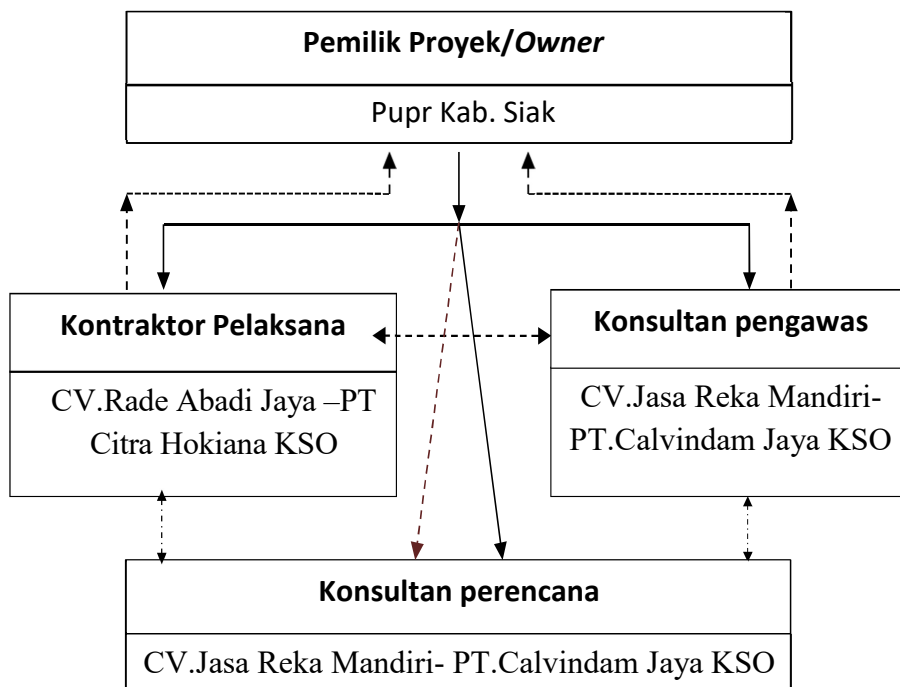 Pemilik Proyek/Owner
Pupr Kab. Siak
Kontraktor Pelaksana
CV.Rade Abadi Jaya –PT
Citra Hokiana KSO
Konsultan pengawas
CV.Jasa Reka Mandiri-
PT.Calvindam Jaya KSO
Konsultan perencana
CV.Jasa Reka Mandiri- PT.Calvindam Jaya KSO